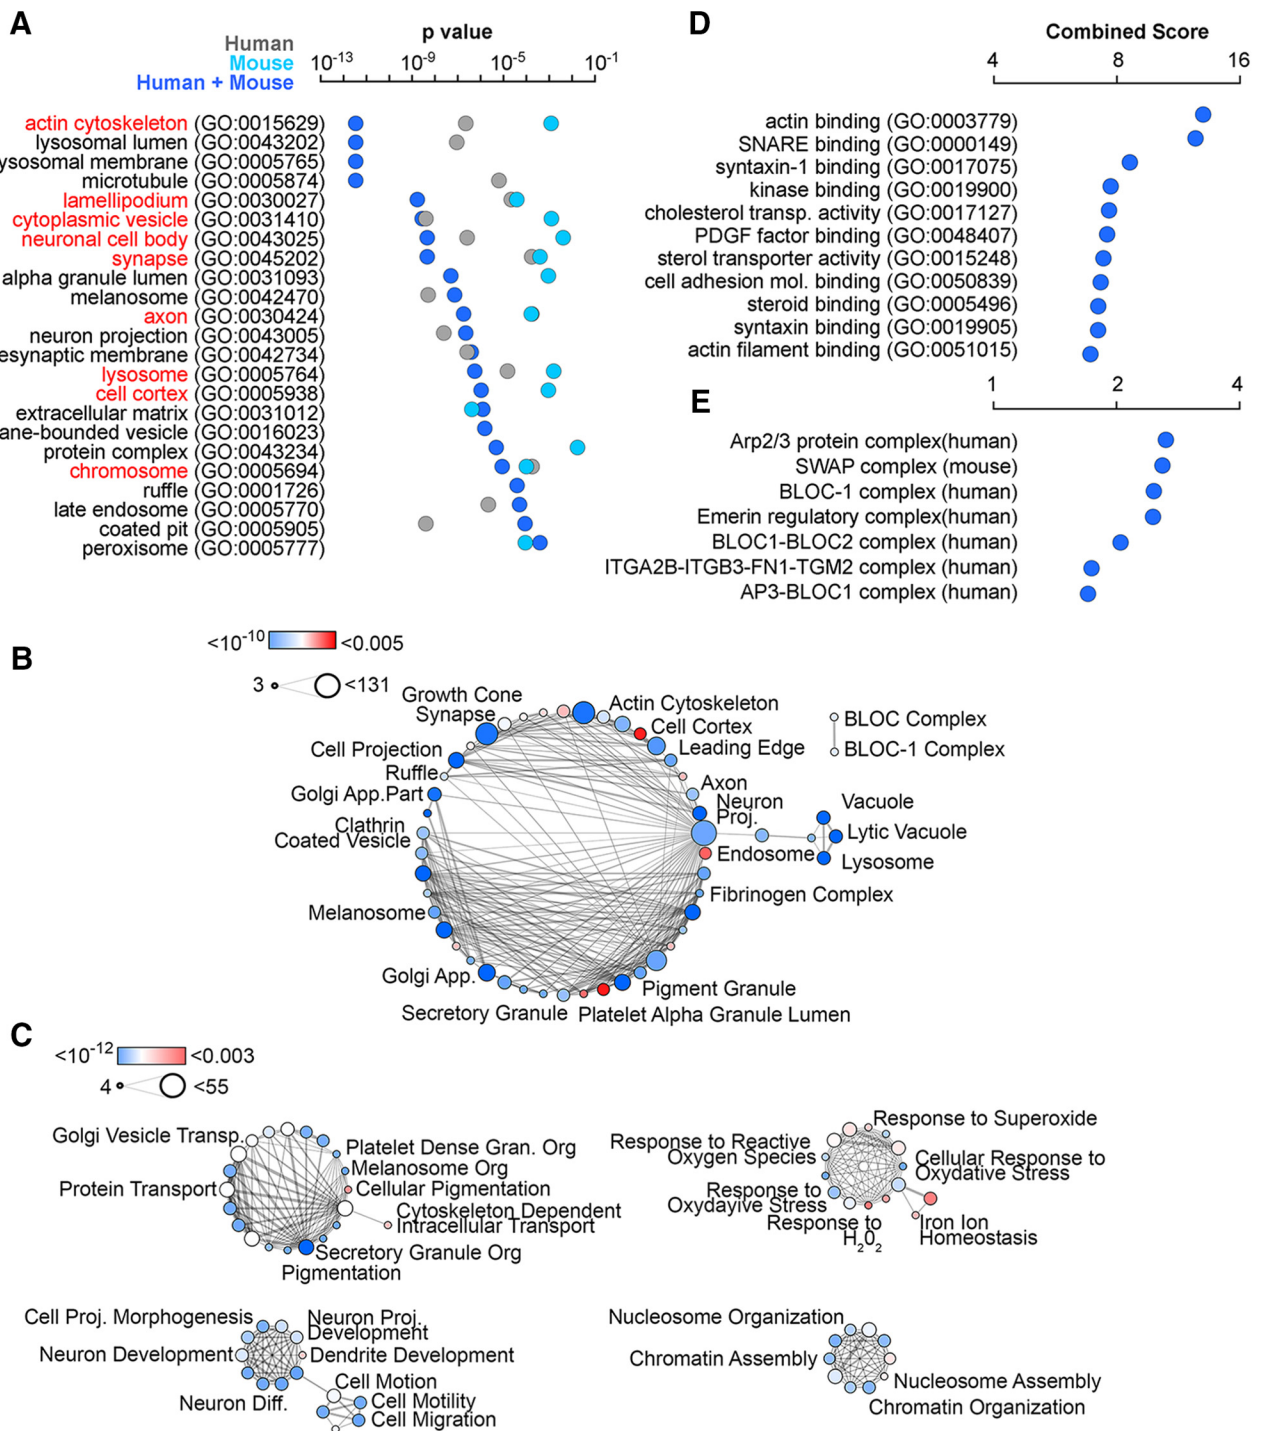 A
Human
Mouse
Human + Mouse
p value
10-13
10-9
10-5
10-1
actin cytoskeleton (GO:0015629)
lysosomal lumen (GO:0043202)
ysosomal membrane (GO:0005765)
microtubule (GO:0005874)
lamellipodium (GO:0030027)
cytoplasmic vesicle (GO:0031410)
neuronal cell body (GO:0043025)
synapse (GO:0045202)
alpha granule lumen (GO:0031093)
melanosome (GO:0042470)
axon (GO:0030424)
neuron projection (GO:0043005)
esynaptic membrane (GO:0042734)
lysosome (GO:0005764)
cell cortex (GO:0005938)
extracellular matrix (GO:0031012)
ane-bounded vesicle (GO:0016023)
protein complex (GO:0043234)
chromosome (GO:0005694)
ruffle (GO:0001726)
late endosome (GO:0005770)
coated pit (GO:0005905)
peroxisome (GO:0005777)
D
Combined Score
4
8
16
actin binding (GO:0003779)
SNARE binding (GO:0000149)
syntaxin-1 binding (GO:0017075)
kinase binding (GO:0019900)
cholesterol transp. activity (GO:0017127)
PDGF factor binding (GO:0048407)
sterol transporter activity (GO:0015248)
cell adhesion mol. binding (GO:0050839)
steroid binding (GO:0005496)
syntaxin binding (GO:0019905)
actin filament binding (GO:0051015)
E
1
2
4
Arp2/3 protein complex(human)
SWAP complex (mouse)
BLOC-1 complex (human)
Emerin regulatory complex(human)
BLOC1-BLOC2 complex (human)
ITGA2B-ITGB3-FN1-TGM2 complex (human)
AP3-BLOC1 complex (human)
B
<10-10
<0.005
3
<131
Growth Cone
Synapse
Cell Projection
Ruffle
Golgi App.Part
Clathrin
Coated Vesicle
Melanosome
Golgi App.
Secretory Granule
Platelet Alpha Granule Lumen
Pigment Granule
Fibrinogen Complex
Endosome
Neuron
Proj.
Axon
Leading Edge
Cell Cortex
Actin Cytoskeleton
BLOC Complex
BLOC-1 Complex
Vacuole
Lytic Vacuole
Lysosome
C
<10-12
<0.003
4
<55
Golgi Vesicle Transp.
Protein Transport
Platelet Dense Gran. Org
Melanosome Org
Cellular Pigmentation
Cytoskeleton Dependent
Intracellular Transport
Secretory Granule Org
Pigmentation
Response to Superoxide
Response to Reactive
Oxygen Species
Cellular Response to
Oxydative Stress
Response to
Oxydayive Stress
Response to
H2O2
Iron Ion
Homeostasis
Cell Proj. Morphogenesis
Neuron Proj.
Development
Neuron Development
Dendrite Development
Neuron Diff.
Cell Motion
Cell Motility
Cell Migration
Nucleosome Organization
Chromatin Assembly
Nucleosome Assembly
Chromatin Organization